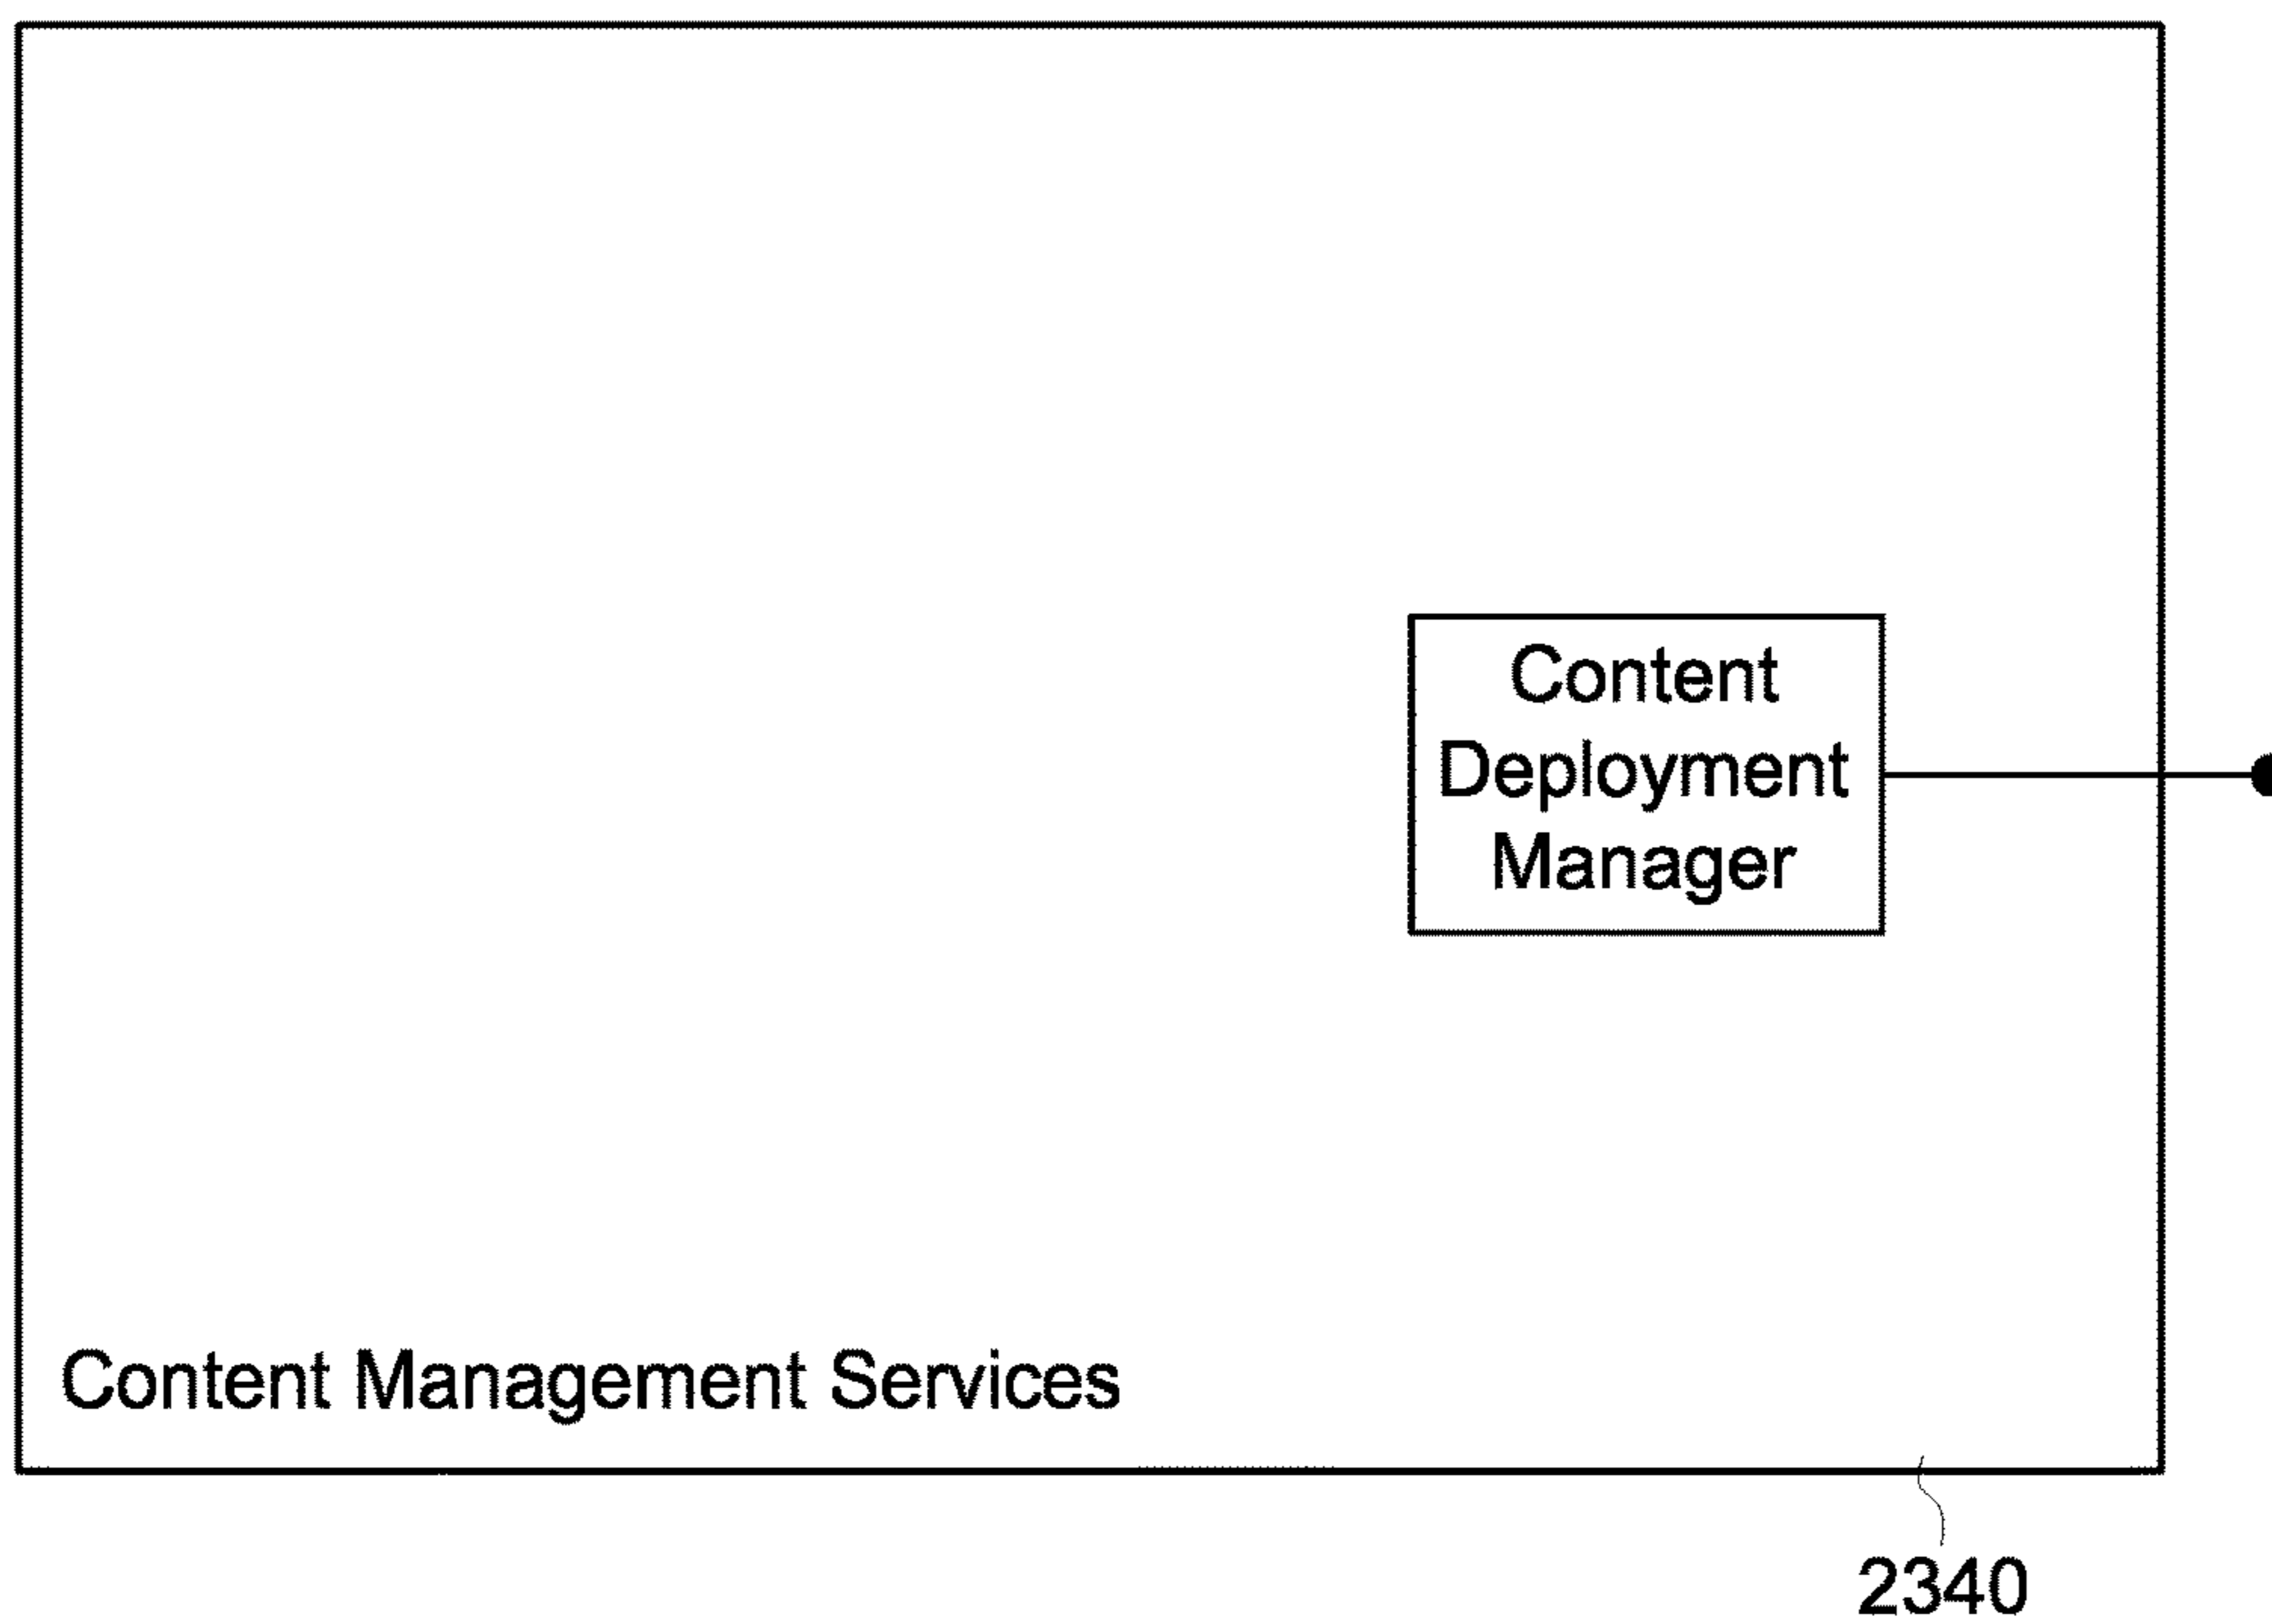 Content
Deployment
Manager
Content Management Services
2340